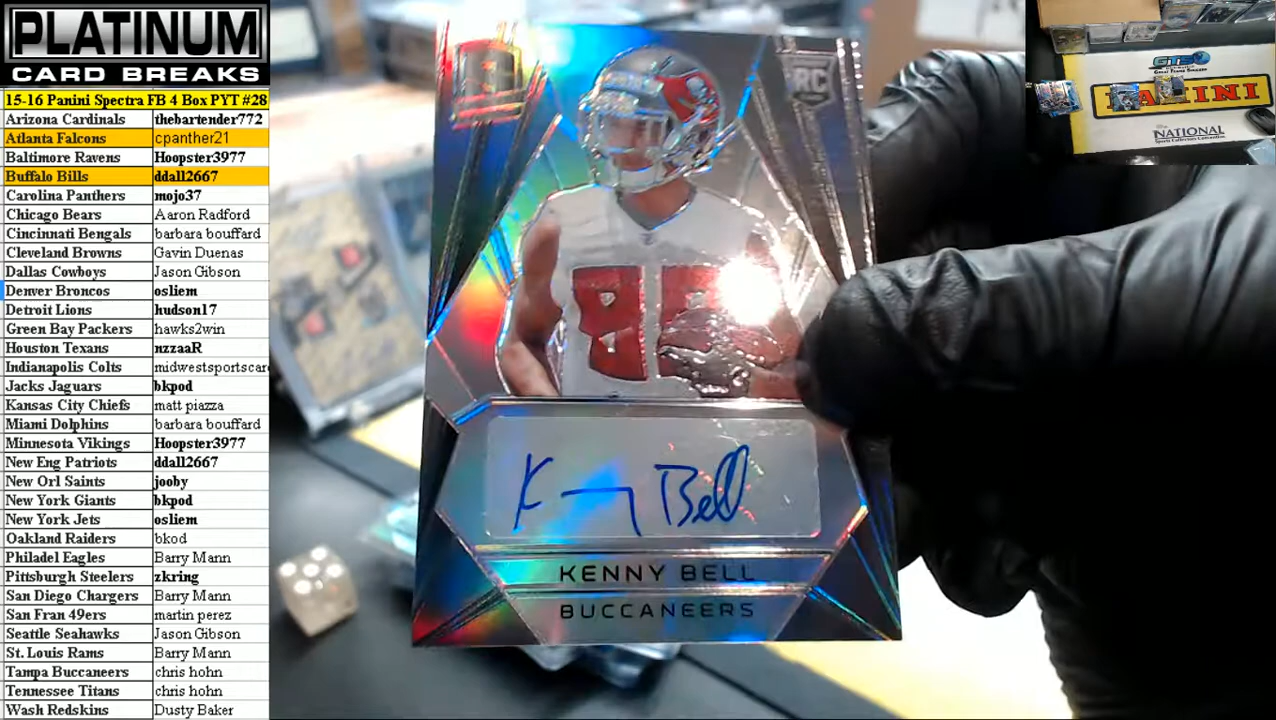 PLATINUM
CARD BREAKS
15-16 Panini Spectra FB 4 Box PYT #28
Arizona Cardinals thebartender772
Atlanta Falcons cpanther21
Baltimore Ravens Hoopster3977
Buffalo Bills ddall2667
Carolina Panthers mojo37
Chicago Bears Aaron Radford
Cincinnati Bengals barbara bouffard
Cleveland Browns Gavin Duenas
Dallas Cowboys Jason Gibson
Denver Broncos osliem
Detroit Lions hudson17
Green Bay Packers hawks2win
Houston Texans nzzaaR
Indianapolis Colts midwestsportscar
Jacks Jaguars bkpod
Kansas City Chiefs matt piazza
Miami Dolphins barbara bouffard
Minnesota Vikings Hoopster3977
New Eng Patriots ddall2667
New Orl Saints jooby
New York Giants bkpod
New York Jets osliem
Oakland Raiders bkod
Philadel Eagles Barry Mann
Pittsburgh Steelers zkring
San Diego Chargers Barry Mann
San Fran 49ers martin perez
Seattle Seahawks Jason Gibson
St. Louis Rams Barry Mann
Tampa Buccaneers chris hohn
Tennessee Titans chris hohn
Wash Redskins Dusty Baker
RC
Kenny Bell
KENNY BELL
BUCCANEERS
GTS
PANINI
THE
NATIONAL